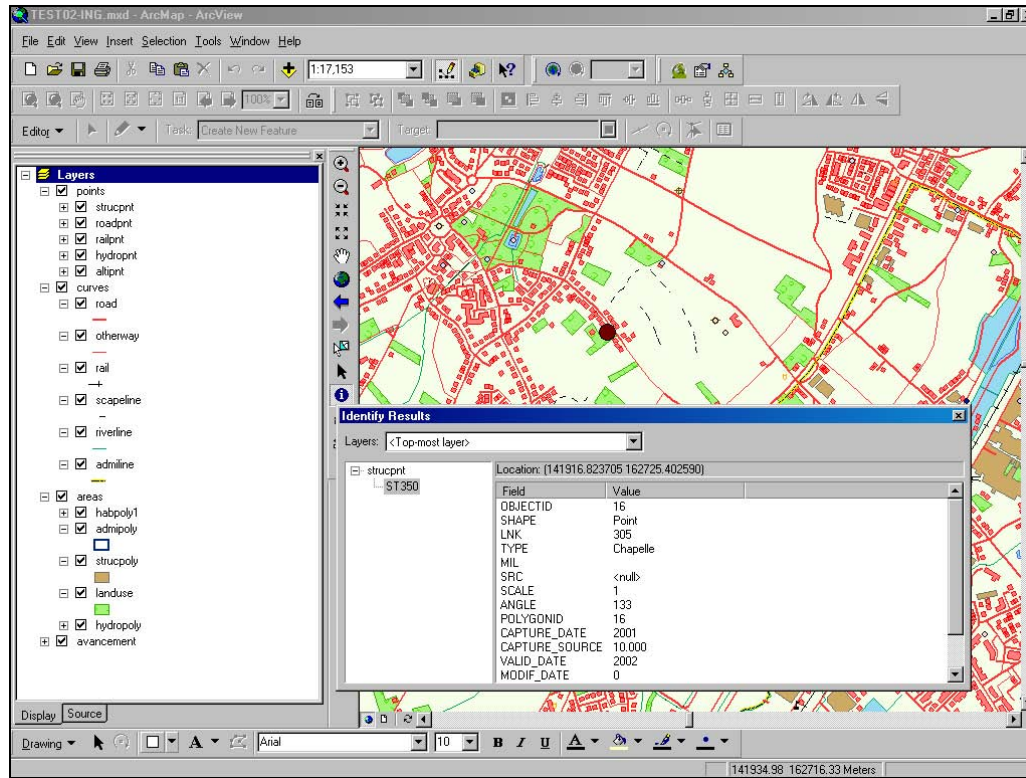 TEST02-ING.mxd - ArcMap - ArcView
File Edit View Insert Selection Tools Window Help
1:17,153
100%
Editor Task: Create New Feature Target:
Layers
points
strucpnt
roadpnt
railpnt
hydropnt
altipnt
curves
road
otherway
rail
scapeline
riverline
admiline
areas
habpoly1
admipoly
strucpoly
landuse
hydropoly
avancement
Display Source
Identify Results
Layers: <Top-most layer>
strucpnt
ST350
Location: (141916.823705 162725.402590)
Field Value
OBJECTID 16
SHAPE Point
LNK 305
TYPE Chapelle
MIL
SRC <null>
SCALE 1
ANGLE 133
POLYGONID 16
CAPTURE_DATE 2001
CAPTURE_SOURCE 10.000
VALID_DATE 2002
MODIF_DATE 0
Drawing A Arial 10 B I U A
141934.98 162716.33 Meters